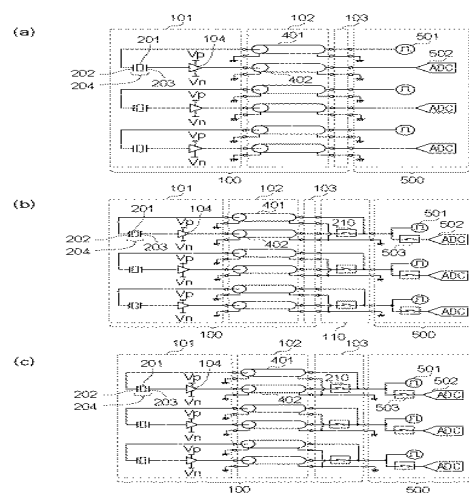 (a)
101 102 103
201 Vp 104 401 501
502
202 203 Vn 402 ADC
204
Vp
ADC
Vn
Vp
ADC
Vn
100 500
(b)
101 102 103
201 Vp 104 401 210 501
502
202 203 Vn 402 503 ADC
204
Vp
ADC
Vn
Vp
ADC
Vn
100 110 500
(c)
101 102 103
201 Vp 104 401 210 501
502
202 203 Vn 402 503 ADC
204
Vp
ADC
Vn
Vp
ADC
Vn
100 500